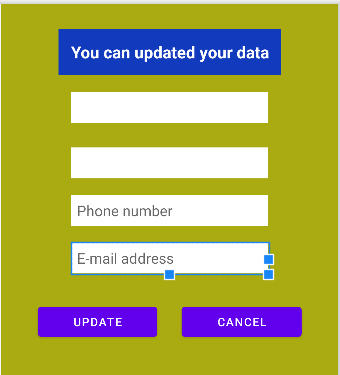 You can updated your data
Phone number
E-mail address
UPDATE
CANCEL